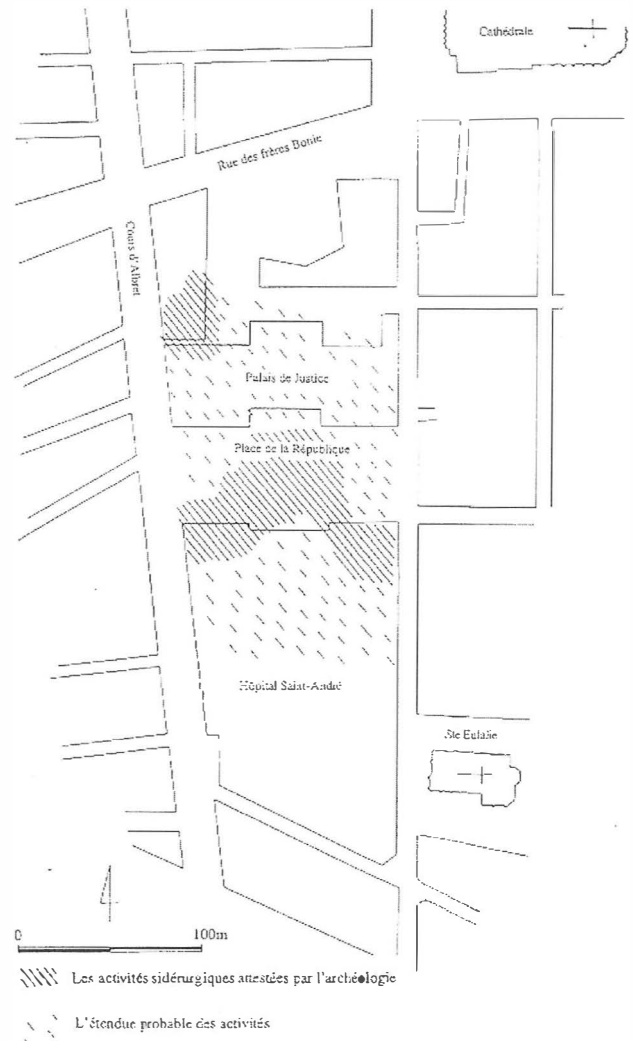 Cathédrale
Rue des frères Bonie
Cours d'Albret
Palais de Justice
Place de la République
Hôpital Saint-André
Ste Eulalie
0 100m
Les activités sidérurgiques attestées par l'archéologie
L'étendue probable des activités